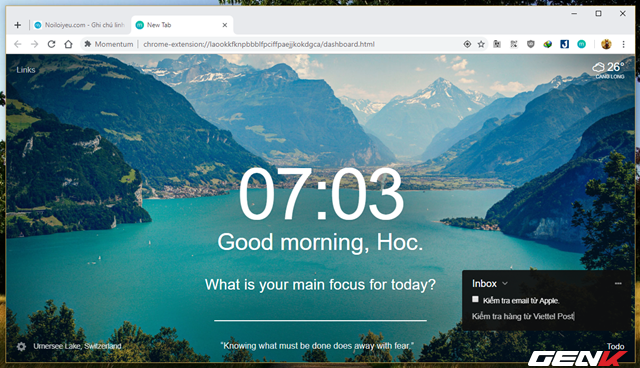 Noiloiyeu.com - Ghi chú linh
New Tab
Momentum
chrome-extension://laookkfknpbbblfpciffpaejjkokdgca/dashboard.html
Links
26°
CANG LONG
07:03
Good morning, Hoc.
What is your main focus for today?
Inbox
Kiểm tra email từ Apple.
Kiểm tra hàng từ Viettel Post
Urnersee Lake, Switzerland
"Knowing what must be done does away with fear."
Todo
GENK